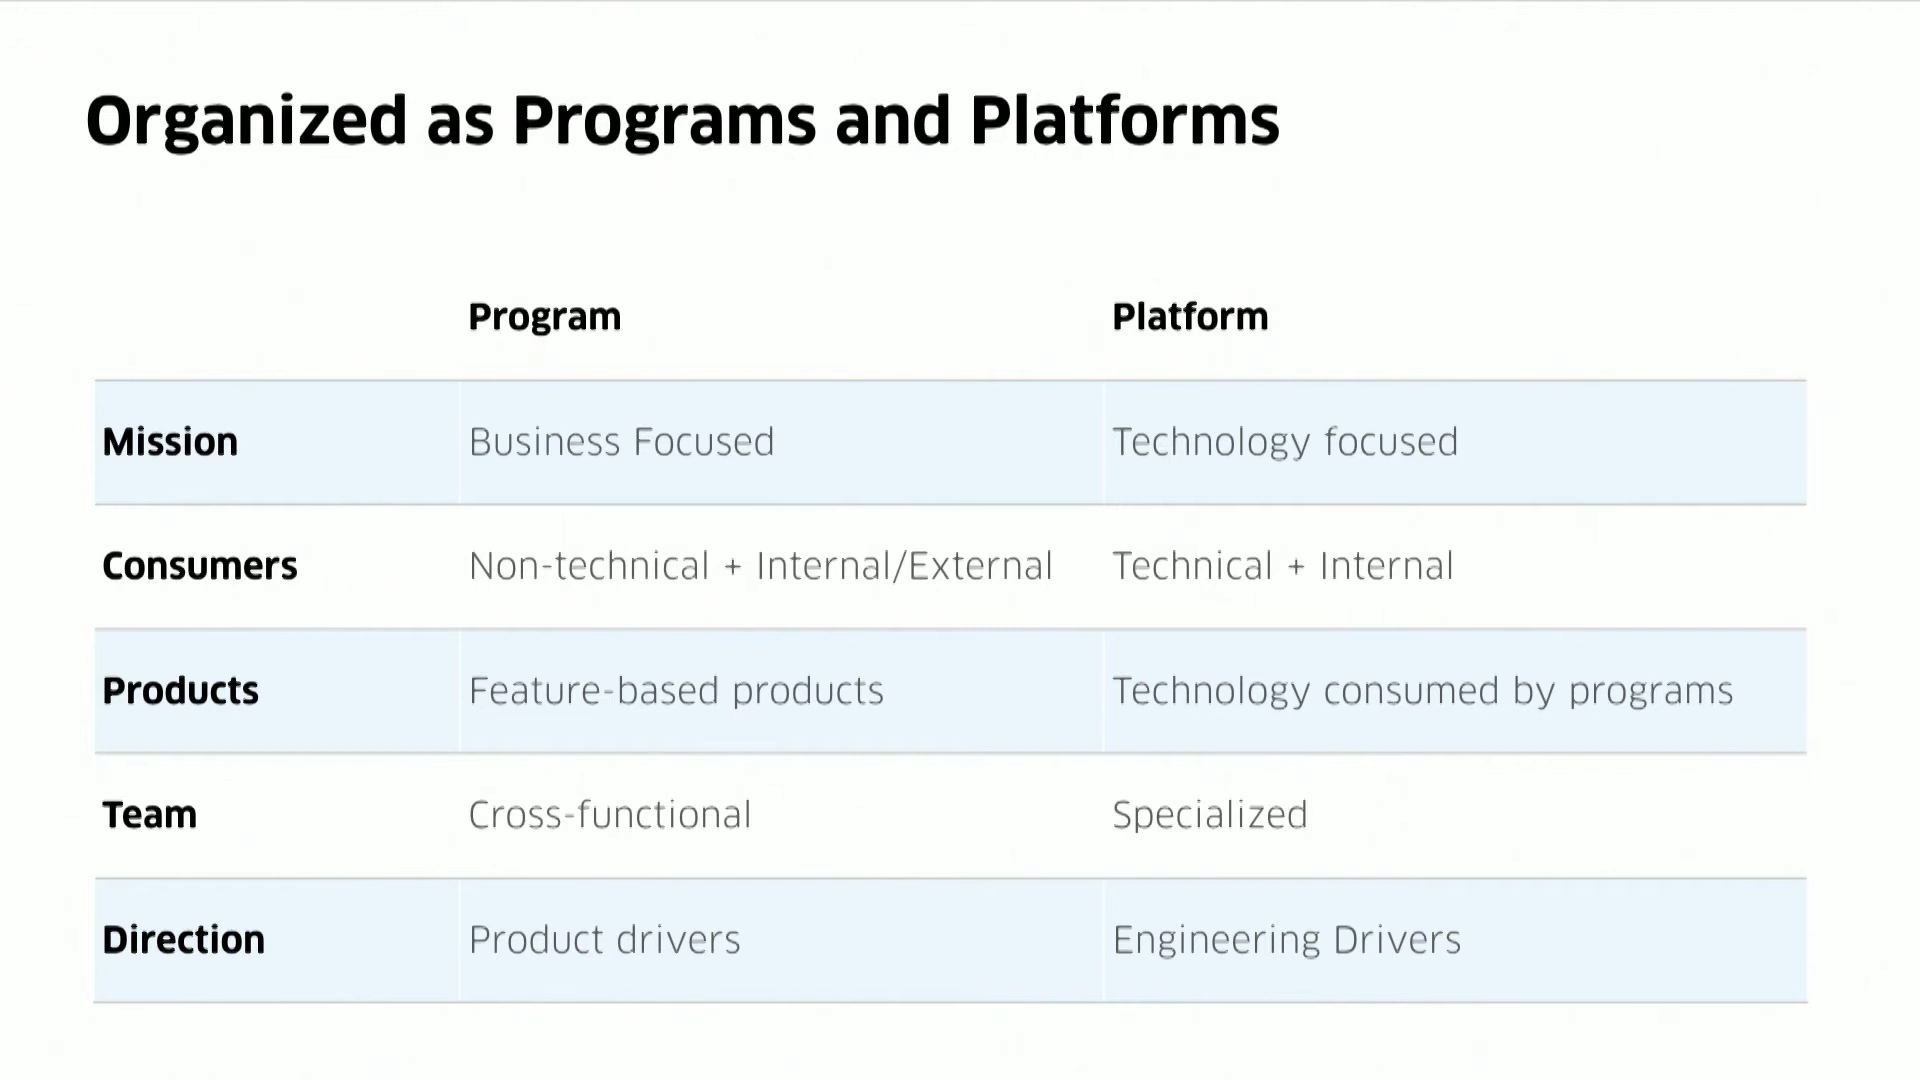 Organized as Programs and Platforms
Program Platform
Mission Business Focused Technology focused
Consumers Non-technical + Internal/External Technical + Internal
Products Feature-based products Technology consumed by programs
Team Cross-functional Specialized
Direction Product drivers Engineering Drivers